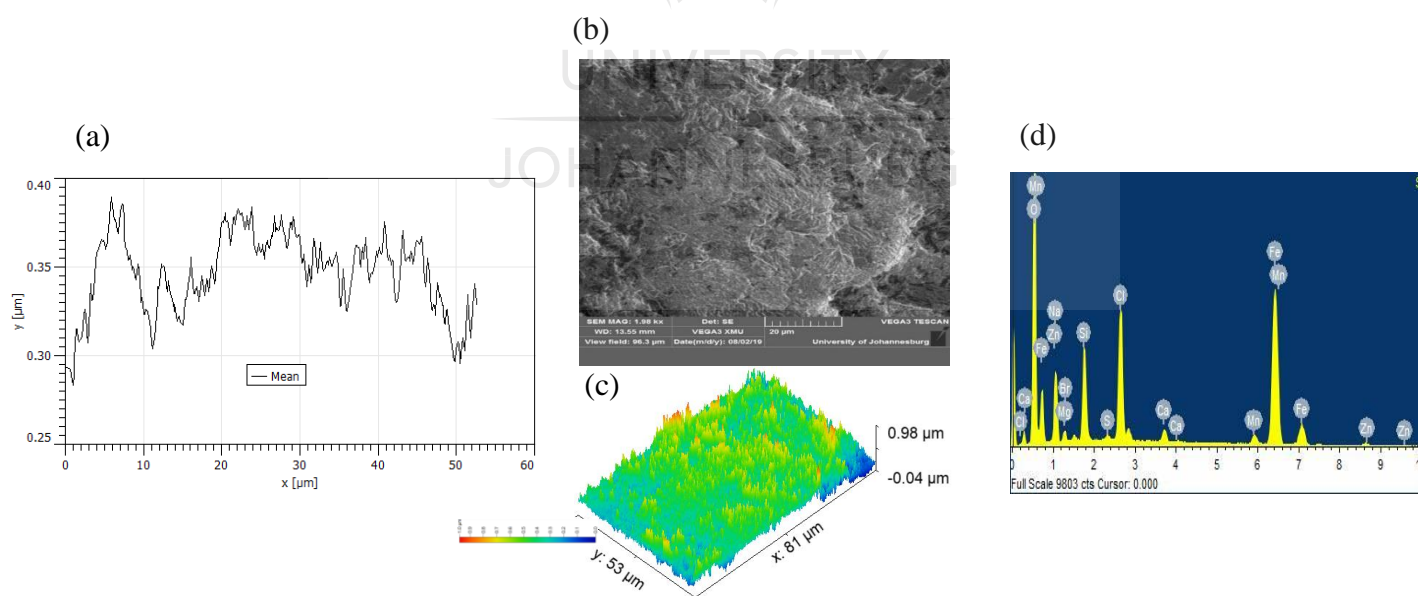 (b)
UNIVERSITY
JOHANNESBURG
(a)
0.40
0.35
0.30
0.25
y [µm]
Mean
0 10 20 30 40 50 60
x [µm]
SEM MAG: 1.98 kx Det: SE VEGA3 TESCAN
WD: 13.55 mm VEGA3 XMU 20 µm
View field: 96.3 µm Date(m/d/y): 08/02/19 University of Johannesburg
(c)
0.98 µm
-0.04 µm
x: 81 µm
y: 53 µm
(d)
Mn
O
Fe
Mn
Na
Zn
Cl
Fe
Si
Ca
Cl
Br
Mg
S
Ca
Ca
Mn
Fe
Zn
Zn
0 1 2 3 4 5 6 7 8 9
Full Scale 9803 cts Cursor: 0.000